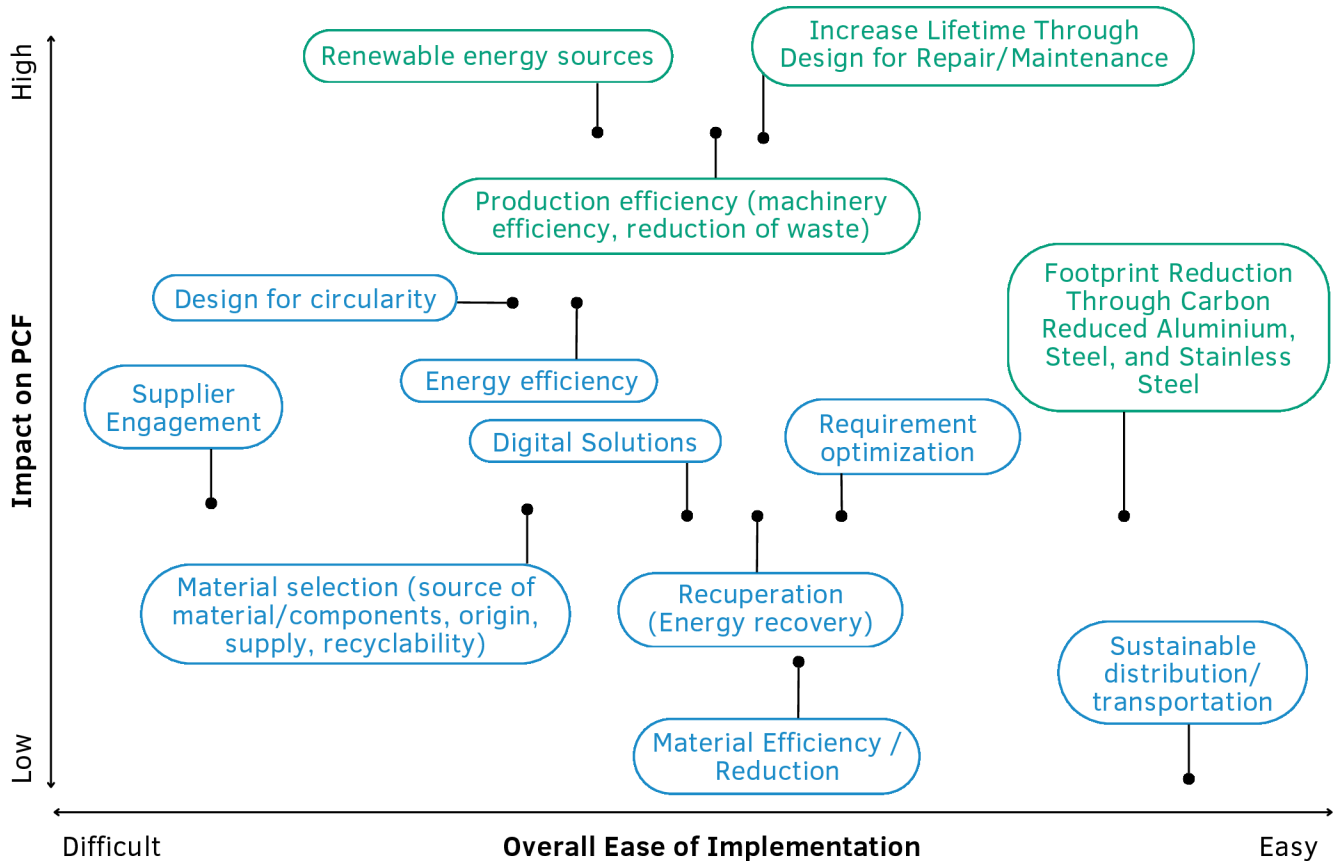 Increase Lifetime Through
Design for Repair/Maintenance
Renewable energy sources
High
Production efficiency (machinery
efficiency, reduction of waste)
Footprint Reduction
Through Carbon
Reduced Aluminium,
Steel, and Stainless
Steel
Design for circularity
Energy efficiency
Impact on PCF
Supplier
Engagement
Digital Solutions
Requirement
optimization
Material selection (source of
material/components, origin,
supply, recyclability)
Recuperation
(Energy recovery)
Sustainable
distribution/
transportation
Material Efficiency /
Reduction
Low
Difficult
Overall Ease of Implementation
Easy